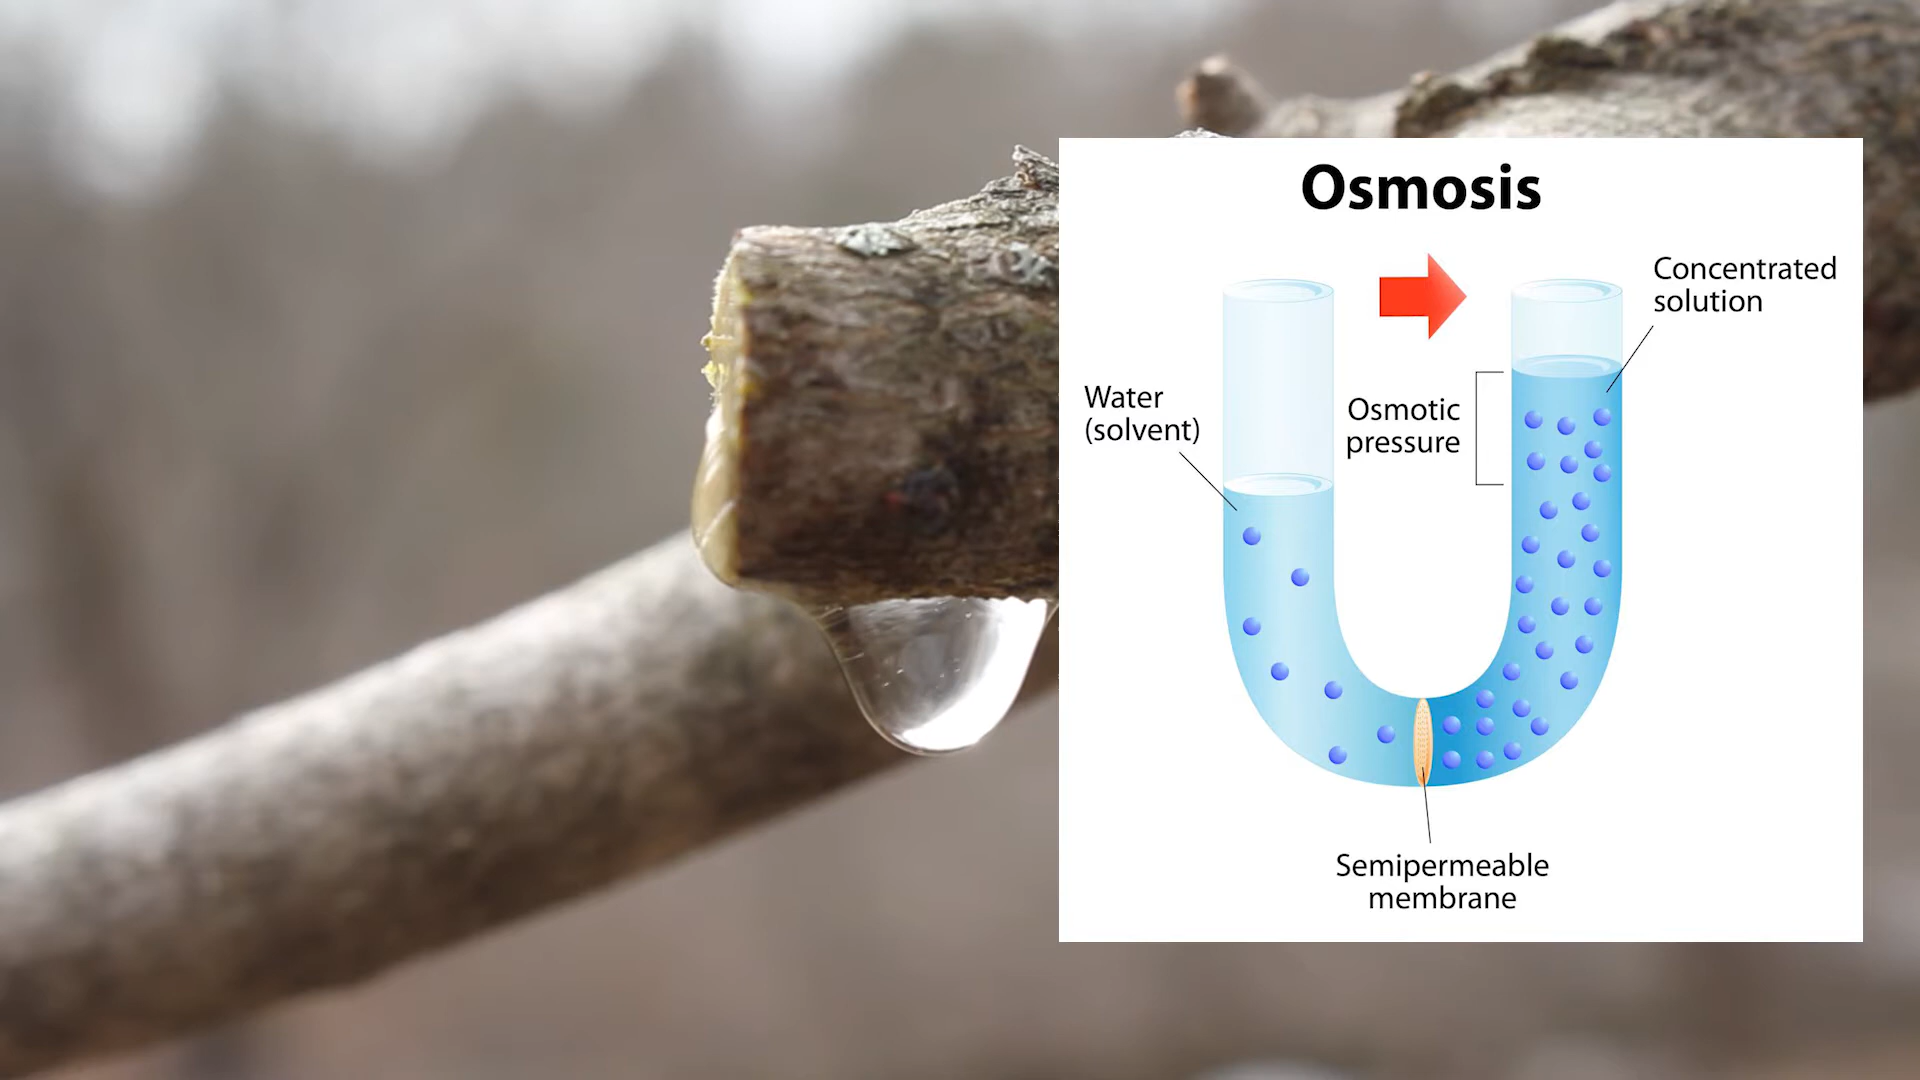 Osmosis
Concentrated
solution
Water
(solvent)
Osmotic
pressure
Semipermeable
membrane